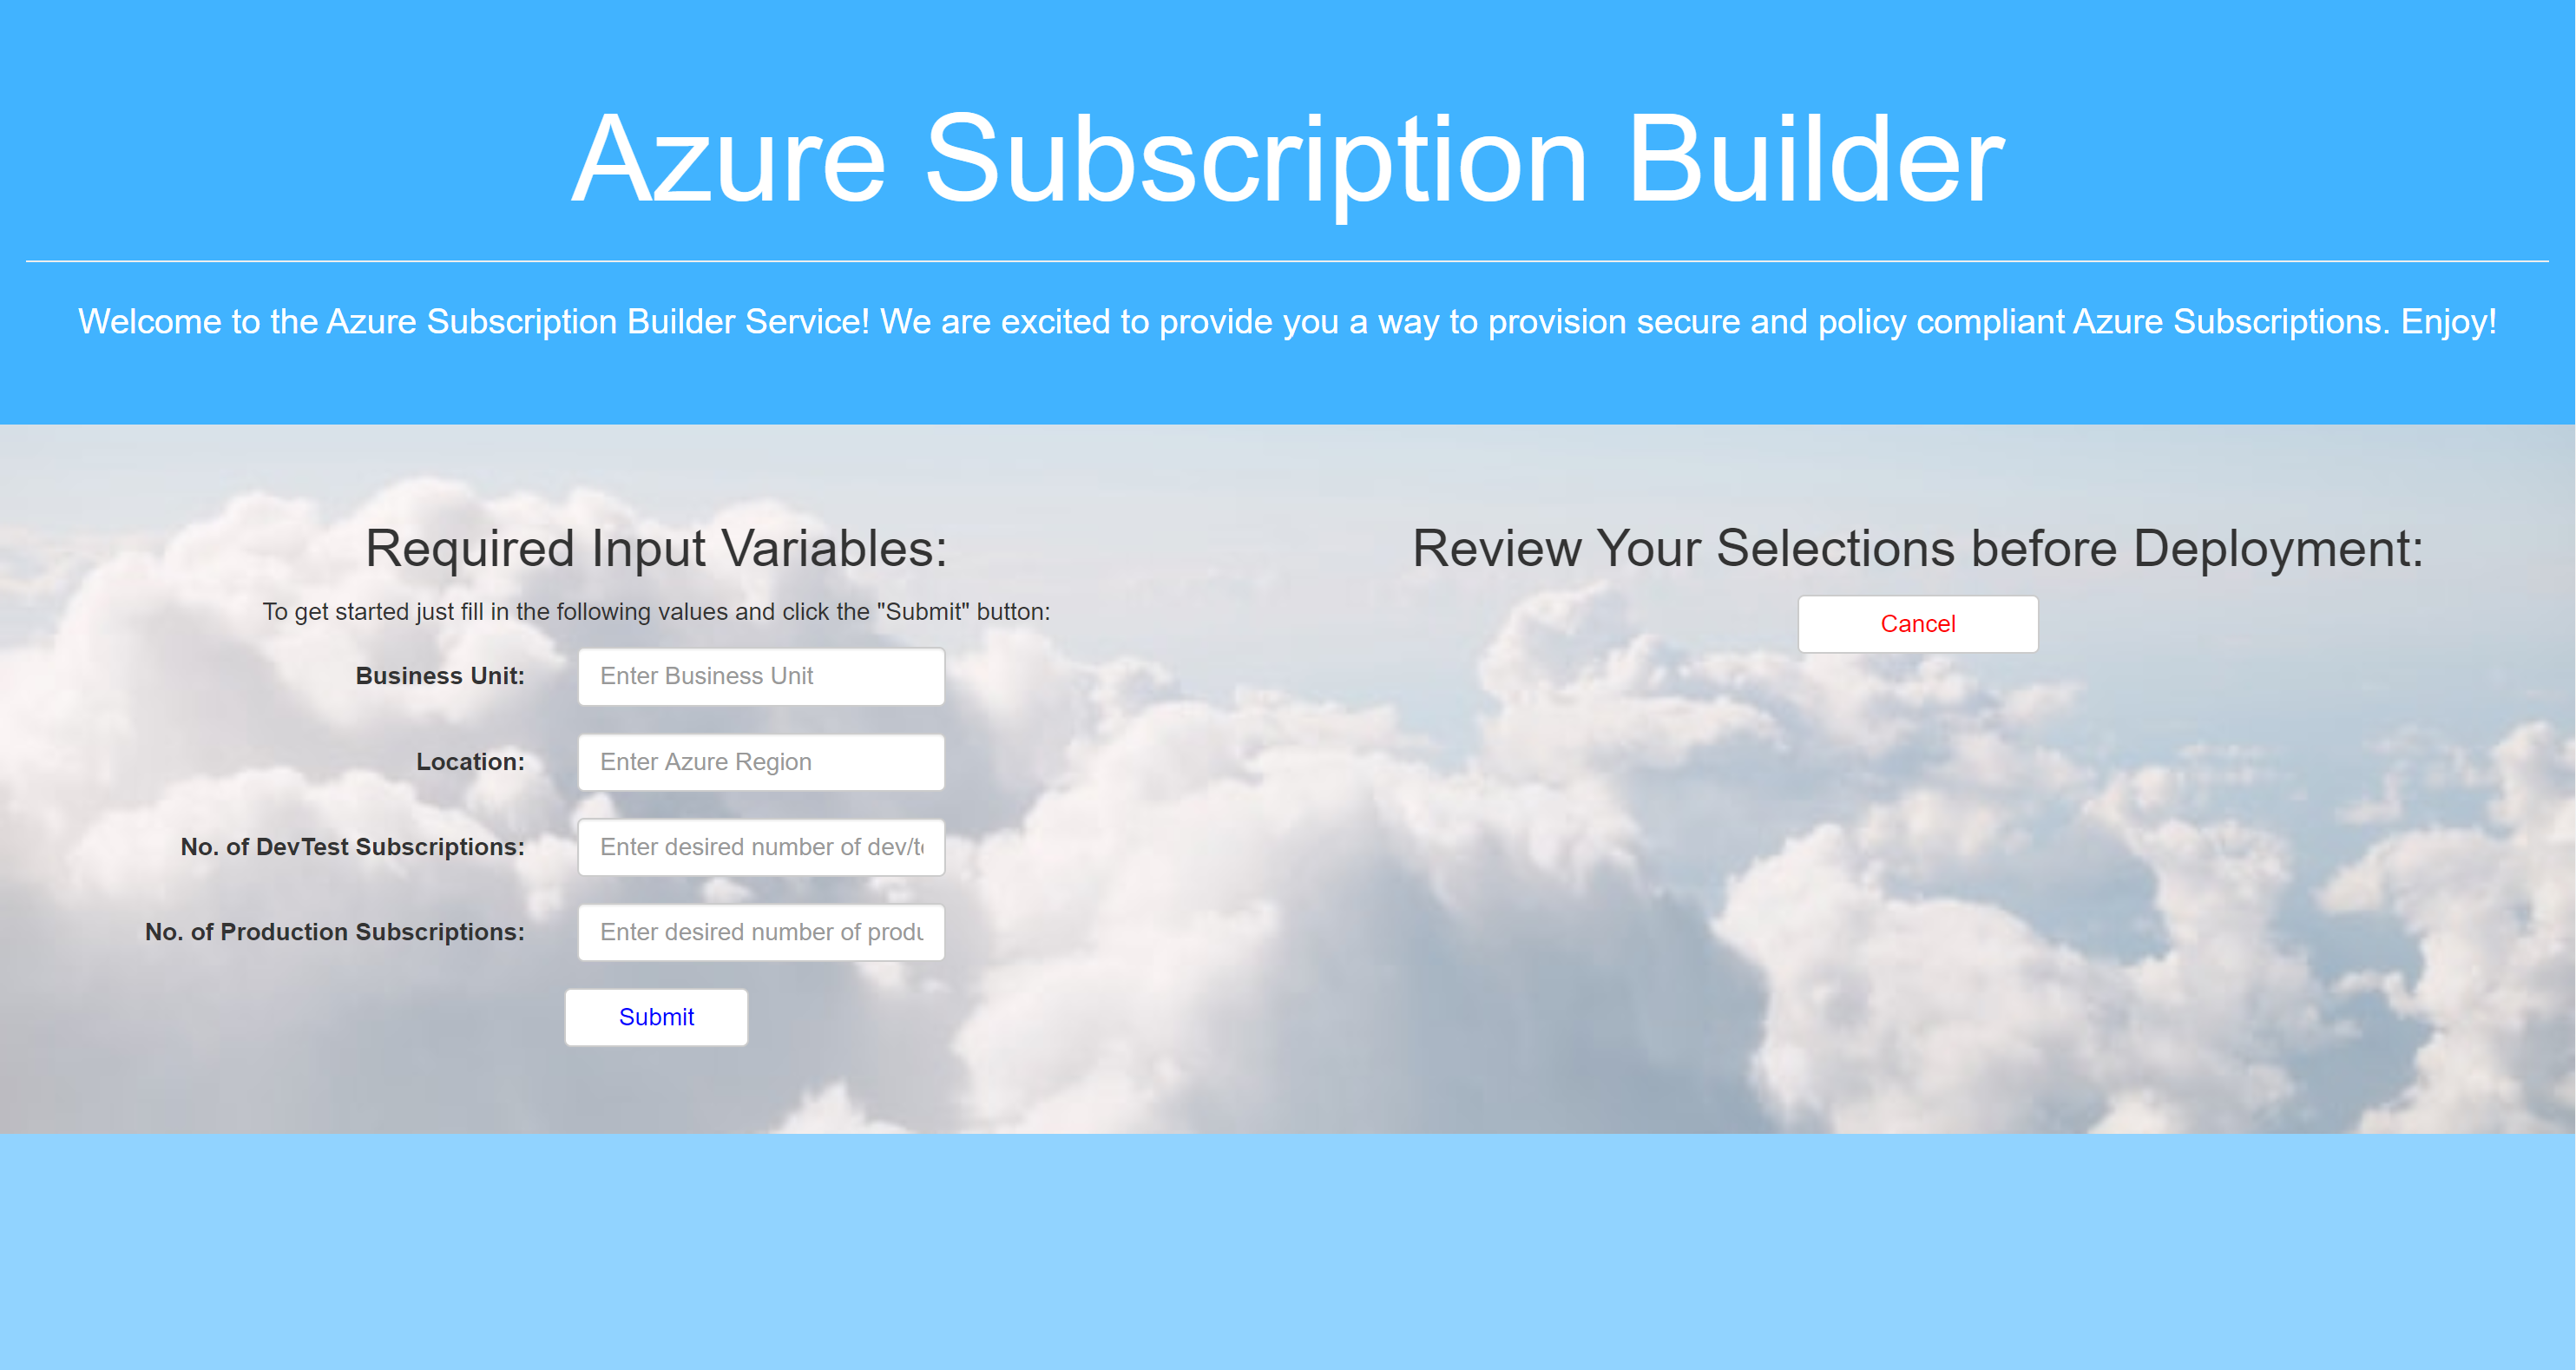 Azure Subscription Builder
Welcome to the Azure Subscription Builder Service! We are excited to provide you a way to provision secure and policy compliant Azure Subscriptions. Enjoy!
Required Input Variables:
To get started just fill in the following values and click the "Submit" button:
Business Unit: Enter Business Unit
Location: Enter Azure Region
No. of DevTest Subscriptions: Enter desired number of dev/t
No. of Production Subscriptions: Enter desired number of produ
Submit
Review Your Selections before Deployment:
Cancel